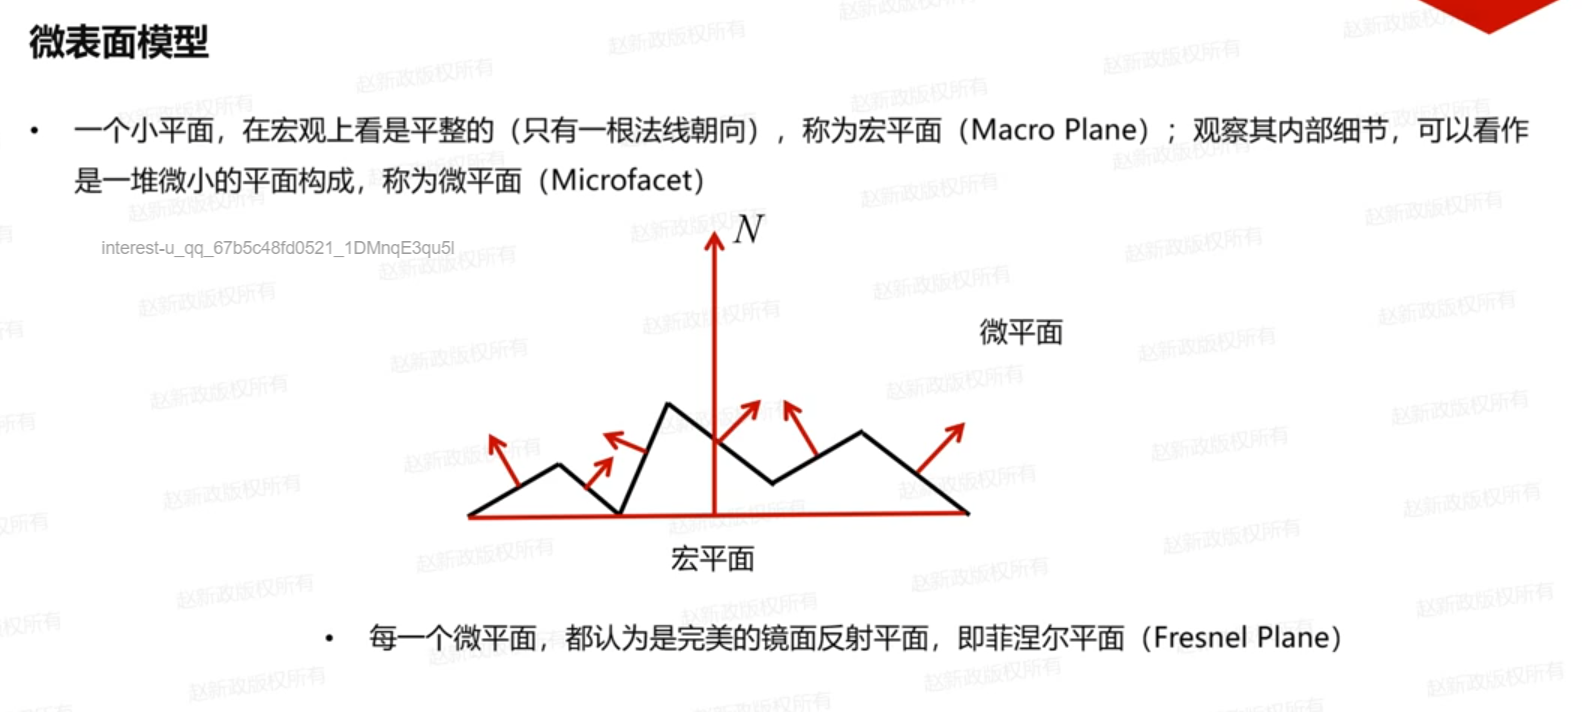 微表面模型
• 一个小平面，在宏观上看是平整的（只有一根法线朝向），称为宏平面（Macro Plane）；观察其内部细节，可以看作
是一堆微小的平面构成，称为微平面（Microfacet）
interest-u_qq_67b5c48fd0521_1DMnqE3qu5l
N
微平面
宏平面
• 每一个微平面，都认为是完美的镜面反射平面，即菲涅尔平面（Fresnel Plane）
赵新政版权所有